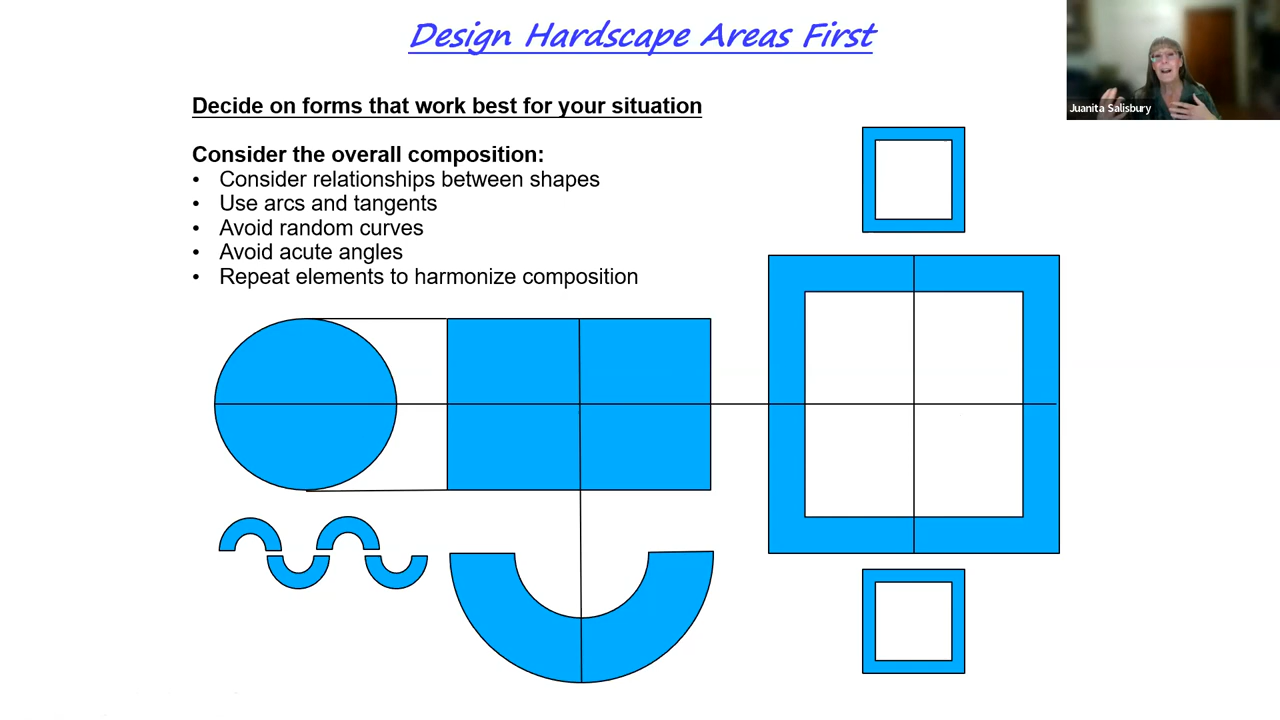 Design Hardscape Areas First
Juanita Salisbury
Decide on forms that work best for your situation
Consider the overall composition:
• Consider relationships between shapes
• Use arcs and tangents
• Avoid random curves
• Avoid acute angles
• Repeat elements to harmonize composition